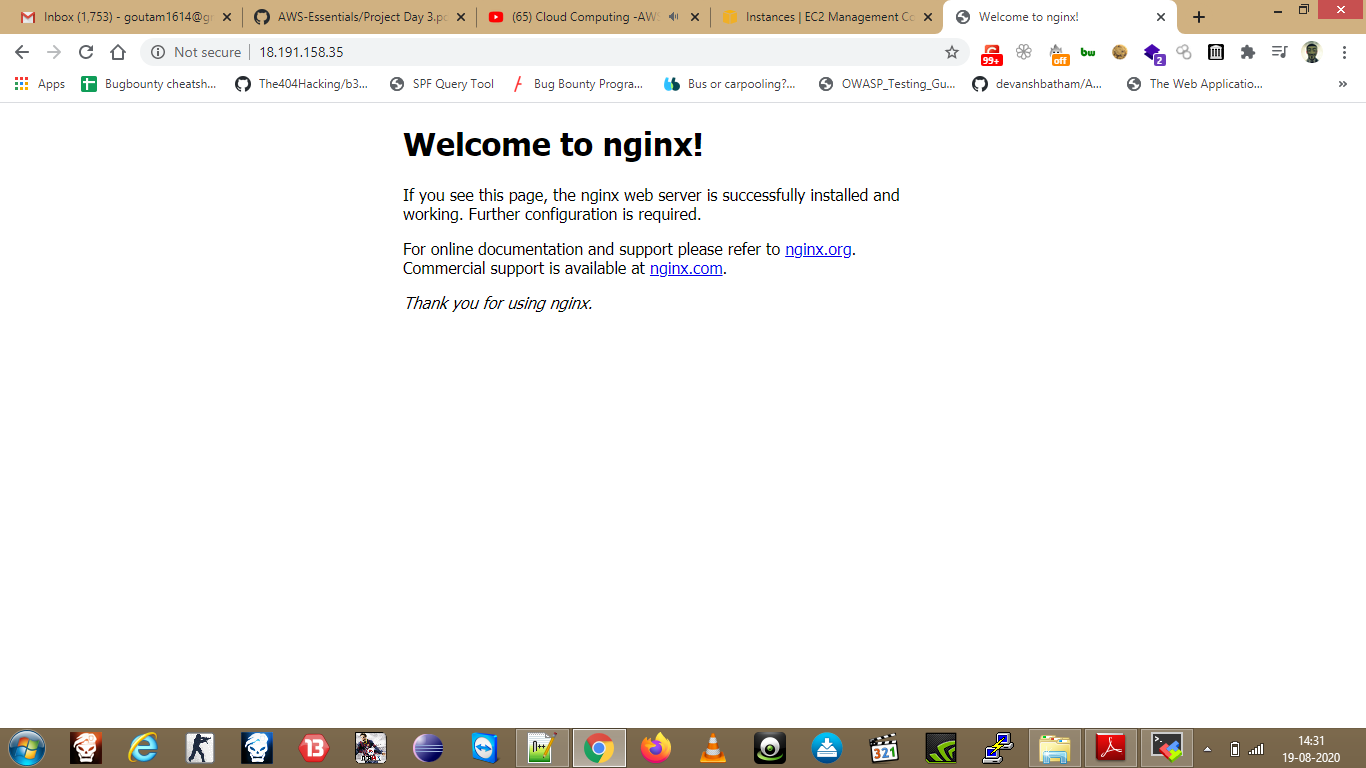 Inbox (1,753) - goutam1614@g
AWS-Essentials/Project Day 3.pd
(65) Cloud Computing -AWS
Instances | EC2 Management Co
Welcome to nginx!
Not secure
18.191.158.35
99+
off
bw
2
Apps
Bugbounty cheatsh...
The404Hacking/b3...
SPF Query Tool
Bug Bounty Progra...
Bus or carpooling?...
OWASP_Testing_Gu...
devanshbatham/A...
The Web Applicatio...
»
Welcome to nginx!
If you see this page, the nginx web server is successfully installed and
working. Further configuration is required.
For online documentation and support please refer to nginx.org.
Commercial support is available at nginx.com.
Thank you for using nginx.
13
321
14:31
19-08-2020